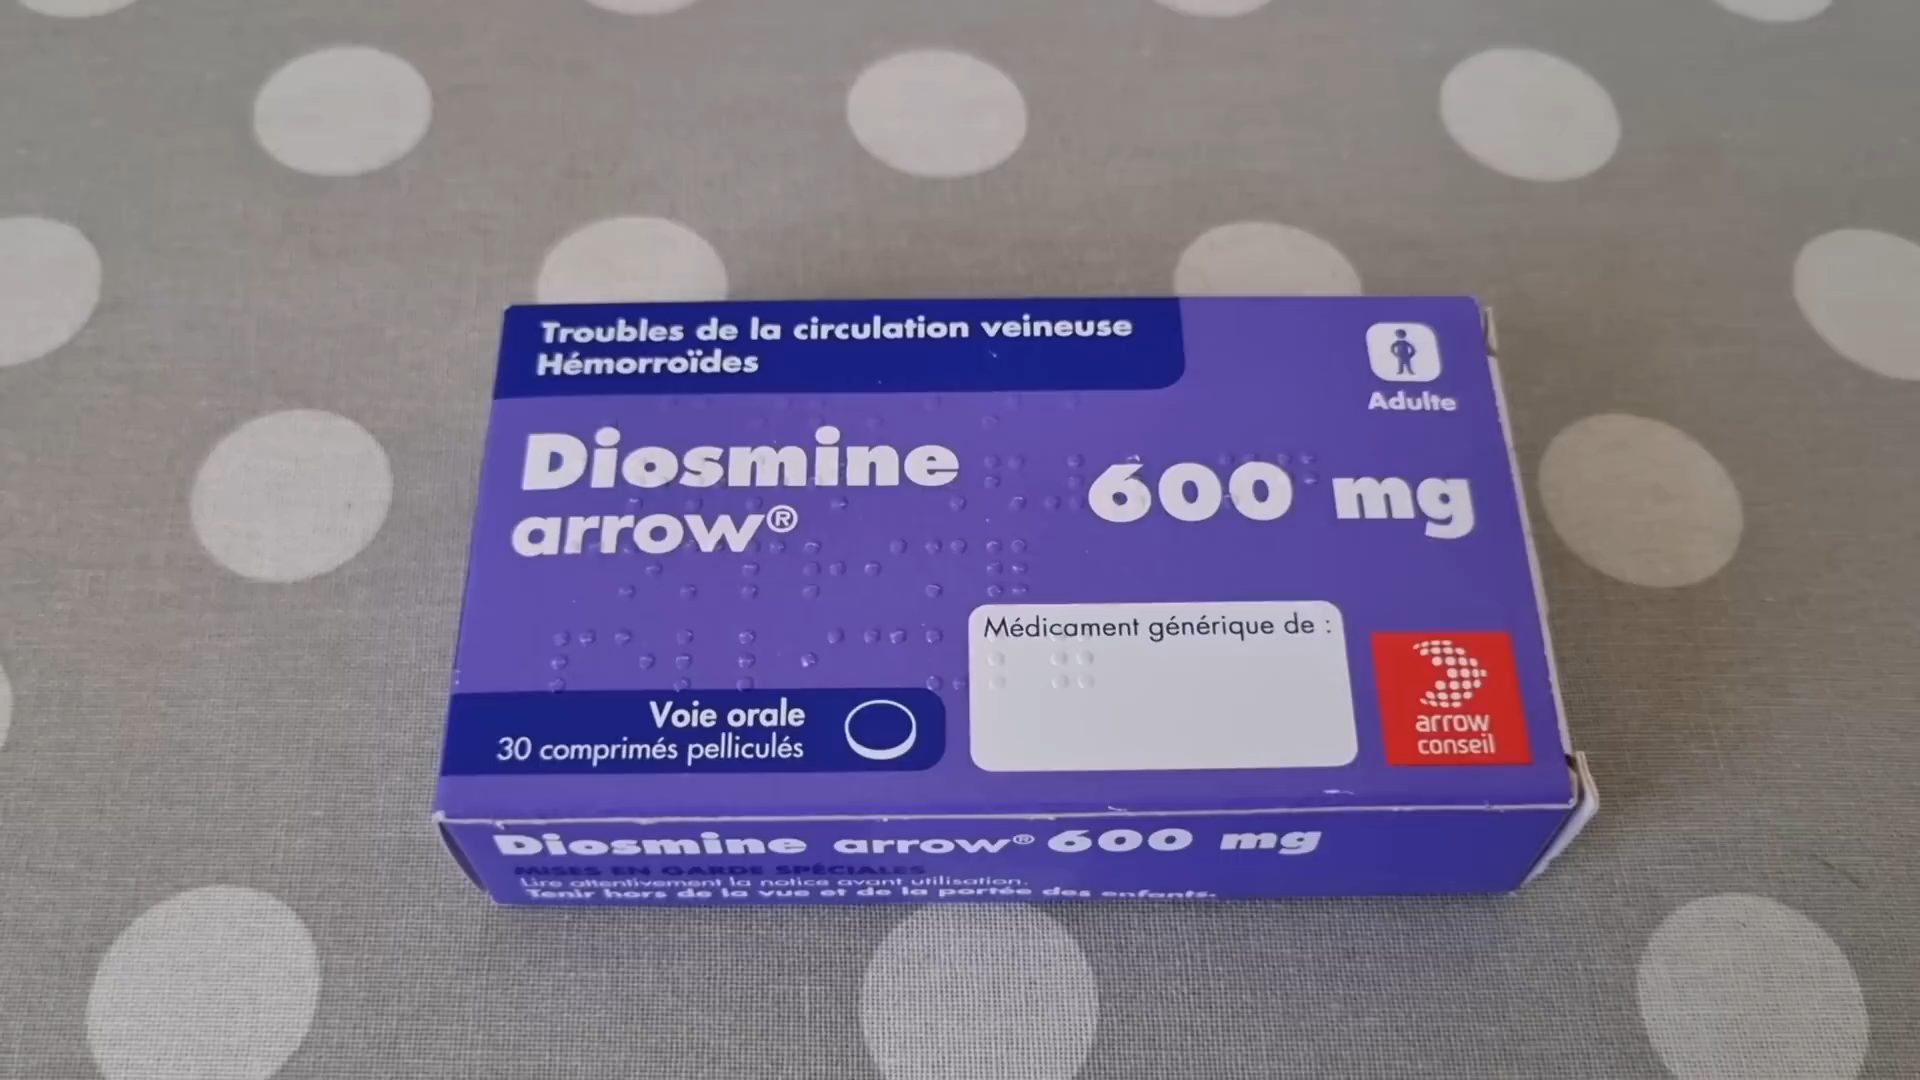 Troubles de la circulation veineuse
Hémorroïdes
Adulte
Diosmine
arrow®
600 mg
Médicament générique de :
Voie orale
30 comprimés pelliculés
arrow
conseil
Diosmine arrow® 600 mg
MISES EN GARDE SPÉCIALES
Lire attentivement la notice avant utilisation.
Tenir hors de la vue et de la portée des enfants.